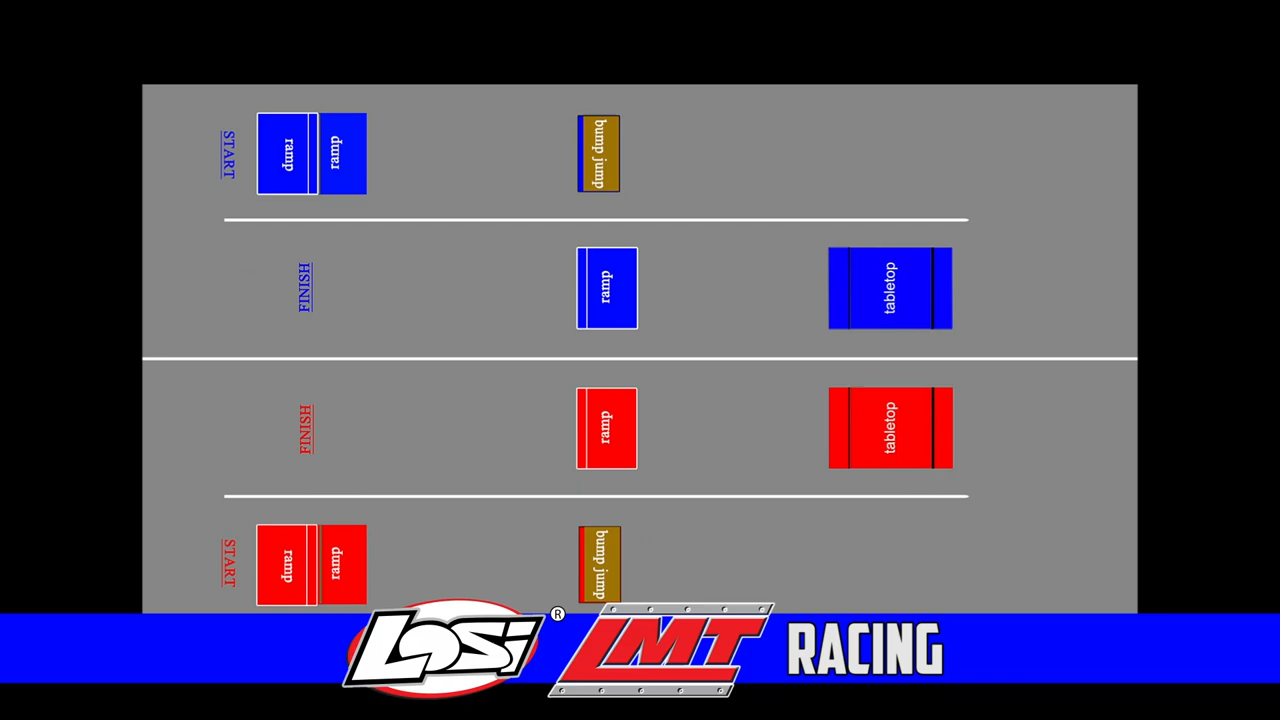 START
ramp
ramp
bump jump
FINISH
ramp
tabletop
FINISH
ramp
tabletop
START
ramp
ramp
bump jump
LOSi ® LMT RACING